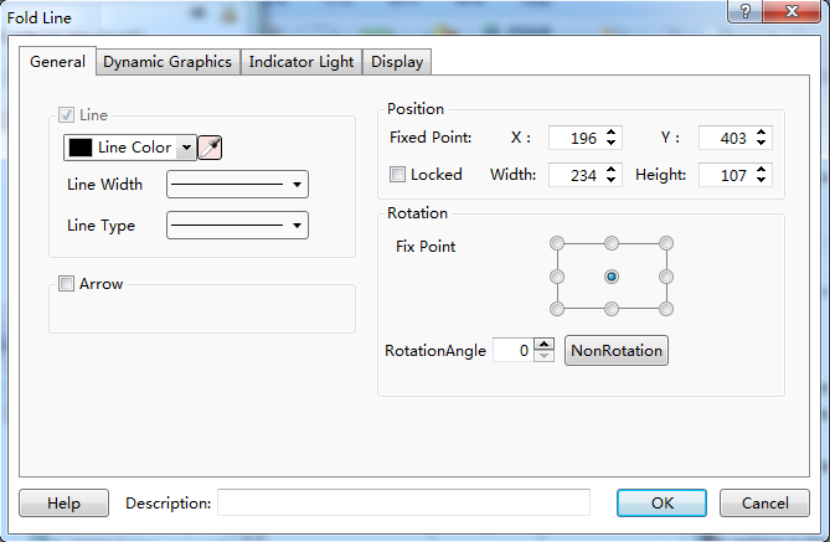 Fold Line
General Dynamic Graphics Indicator Light Display
Line
Line Color
Line Width
Line Type
Arrow
Position
Fixed Point: X : 196 Y : 403
Locked Width: 234 Height: 107
Rotation
Fix Point
RotationAngle 0 NonRotation
Help Description: OK Cancel